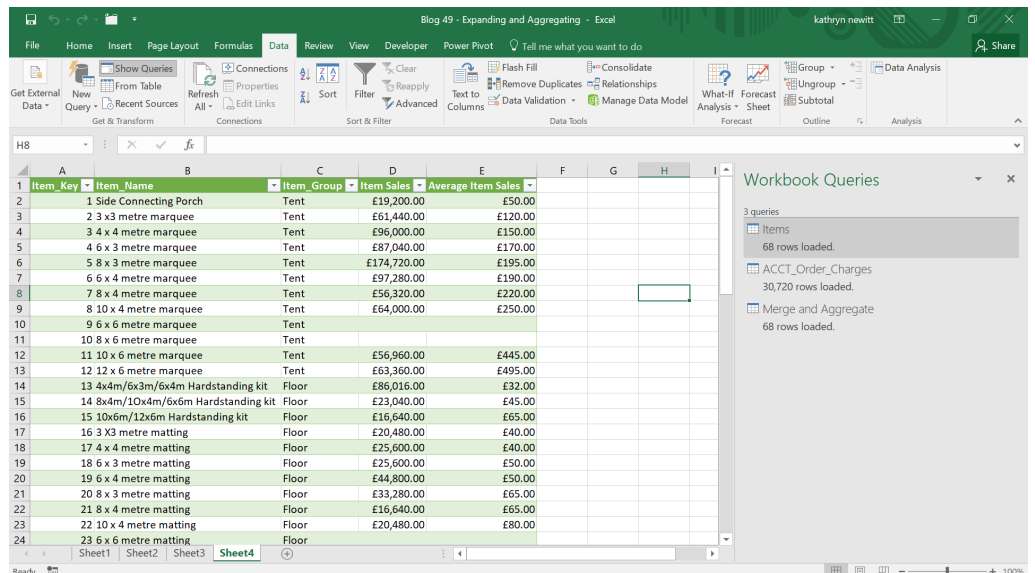 Blog 49 - Expanding and Aggregating - Excel
kathryn newitt
File Home Insert Page Layout Formulas Data Review View Developer Power Pivot Tell me what you want to do Share
Get External Data
New Query
Show Queries
From Table
Recent Sources
Get & Transform
Refresh All
Connections
Properties
Edit Links
Connections
Sort
Filter
Clear
Reapply
Advanced
Sort & Filter
Text to Columns
Flash Fill
Remove Duplicates
Data Validation
Consolidate
Relationships
Manage Data Model
Data Tools
What-If Analysis
Forecast Sheet
Forecast
Group
Ungroup
Subtotal
Outline
Data Analysis
Analysis
H8 fx
A B C D E F G H I
1 Item_Key Item_Name Item_Group Item Sales Average Item Sales
2 1 Side Connecting Porch Tent £19,200.00 £50.00
3 2 3 x3 metre marquee Tent £61,440.00 £120.00
4 3 4 x 4 metre marquee Tent £96,000.00 £150.00
5 4 6 x 3 metre marquee Tent £87,040.00 £170.00
6 5 8 x 3 metre marquee Tent £174,720.00 £195.00
7 6 6 x 4 metre marquee Tent £97,280.00 £190.00
8 7 8 x 4 metre marquee Tent £56,320.00 £220.00
9 8 10 x 4 metre marquee Tent £64,000.00 £250.00
10 9 6 x 6 metre marquee Tent
11 10 8 x 6 metre marquee Tent
12 11 10 x 6 metre marquee Tent £56,960.00 £445.00
13 12 12 x 6 metre marquee Tent £63,360.00 £495.00
14 13 4x4m/6x3m/6x4m Hardstanding kit Floor £86,016.00 £32.00
15 14 8x4m/1Ox4m/6x6m Hardstanding kit Floor £23,040.00 £45.00
16 15 10x6m/12x6m Hardstanding kit Floor £16,640.00 £65.00
17 16 3 X3 metre matting Floor £20,480.00 £40.00
18 17 4 x 4 metre matting Floor £25,600.00 £40.00
19 18 6 x 3 metre matting Floor £25,600.00 £50.00
20 19 6 x 4 metre matting Floor £44,800.00 £50.00
21 20 8 x 3 metre matting Floor £33,280.00 £65.00
22 21 8 x 4 metre matting Floor £16,640.00 £65.00
23 22 10 x 4 metre matting Floor £20,480.00 £80.00
24 23 6 x 6 metre matting Floor
Workbook Queries
3 queries
Items
68 rows loaded.
ACCT_Order_Charges
30,720 rows loaded.
Merge and Aggregate
68 rows loaded.
Sheet1 Sheet2 Sheet3 Sheet4
Ready
100%